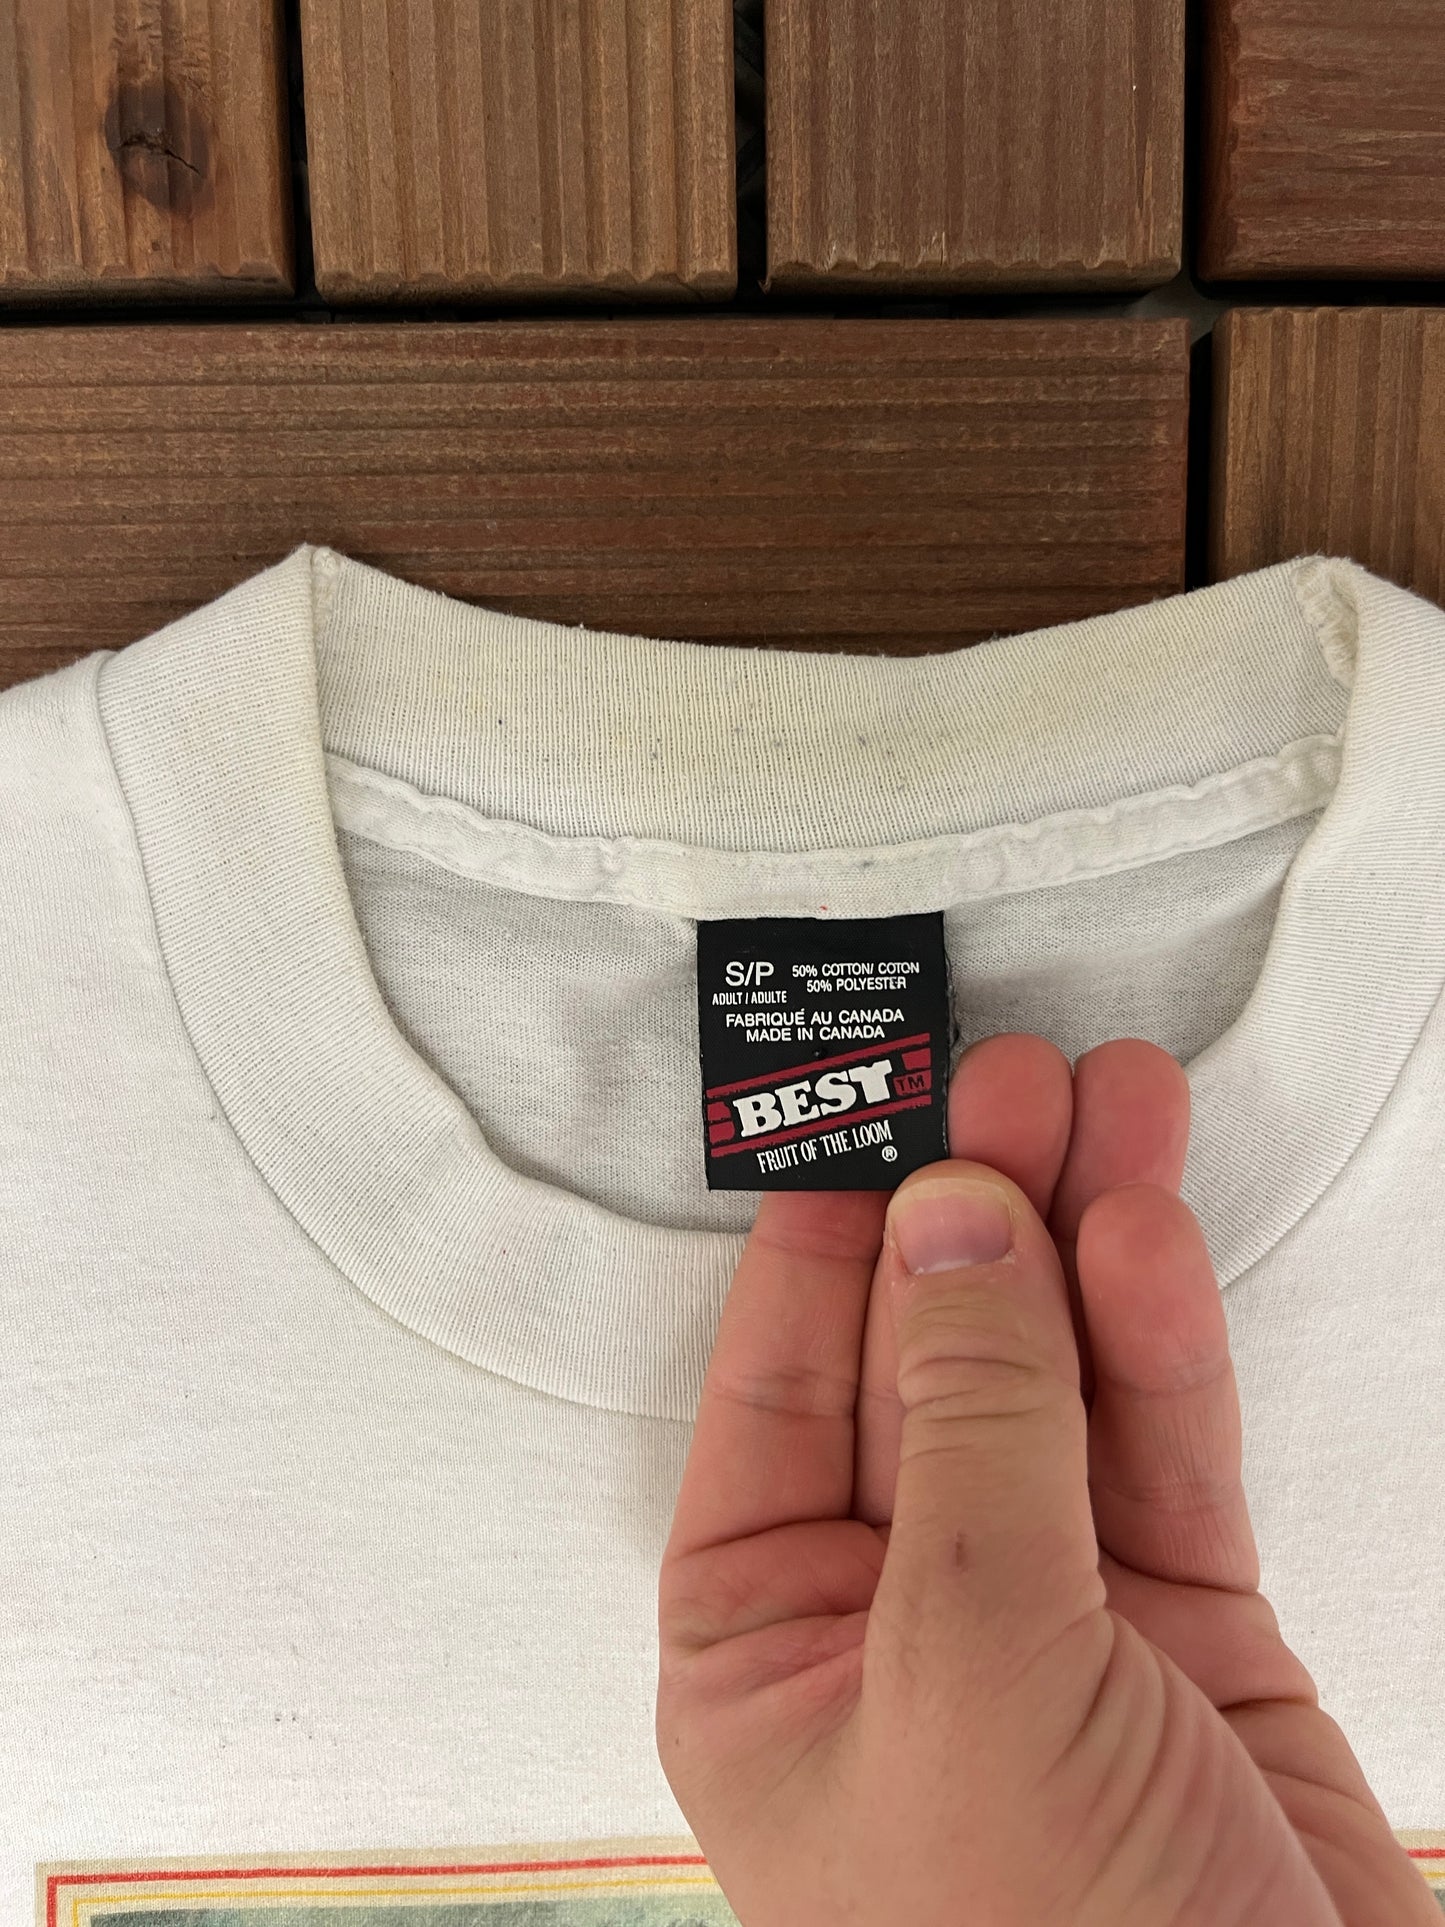 S/P 50% COTTON/ COTON
ADULT / ADULTE 50% POLYESTER
FABRIQUÉ AU CANADA
MADE IN CANADA
BEST TM
FRUIT OF THE LOOM ®